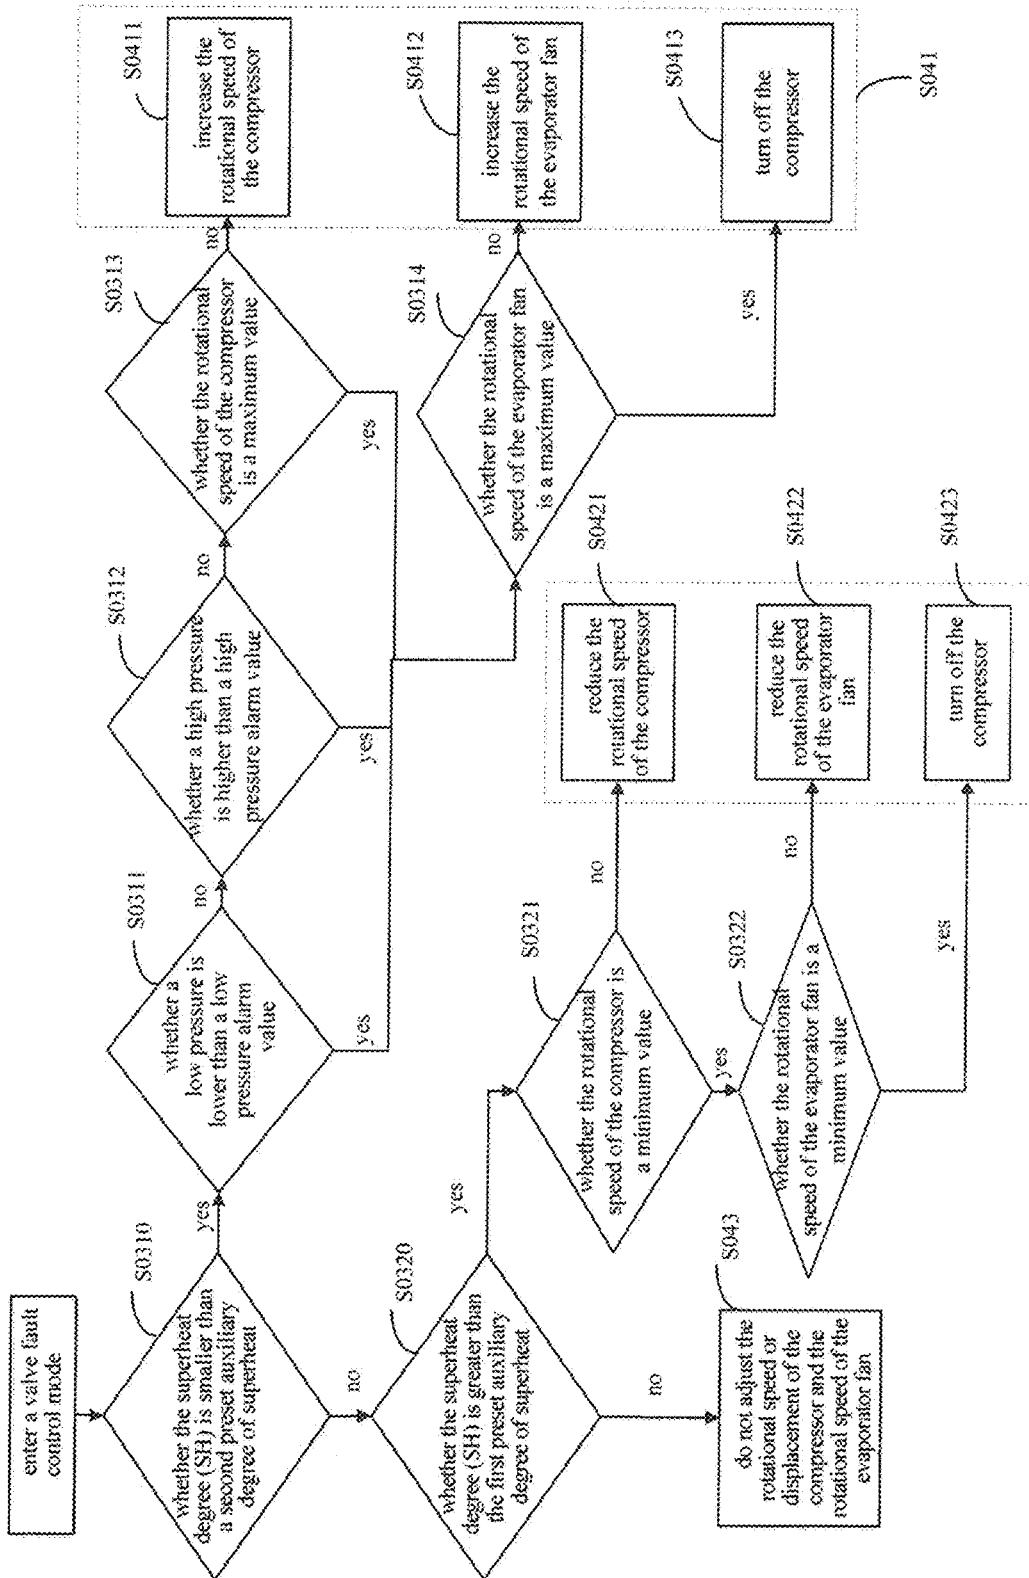 enter a valve fault
control mode
S0310
whether the superheat
degree (SH) is smaller than
a second preset auxiliary
degree of superheat
yes
no
S0311
whether a
low pressure is
lower than a low
pressure alarm
value
no
yes
S0312
whether a high pressure
is higher than a high
pressure alarm value
no
yes
S0313
whether the rotational
speed of the compressor
is a maximum value
no
yes
S0411
increase the
rotational speed of
the compressor
S0314
whether the rotational
speed of the evaporator fan
is a maximum value
no
yes
S0412
increase the
rotational speed of
the evaporator fan
S0413
turn off the
compressor
S041
S0320
whether the superheat
degree (SH) is greater than
the first preset auxiliary
degree of superheat
yes
no
S0321
whether the rotational
speed of the compressor is
a minimum value
no
yes
S0421
reduce the
rotational speed
of the compressor
S0322
whether the rotational
speed of the evaporator fan is a
minimum value
no
yes
S0422
reduce the
rotational speed
of the evaporator
fan
S0423
turn off the
compressor
S043
do not adjust the
rotational speed or
displacement of the
compressor and the
rotational speed of the
evaporator fan